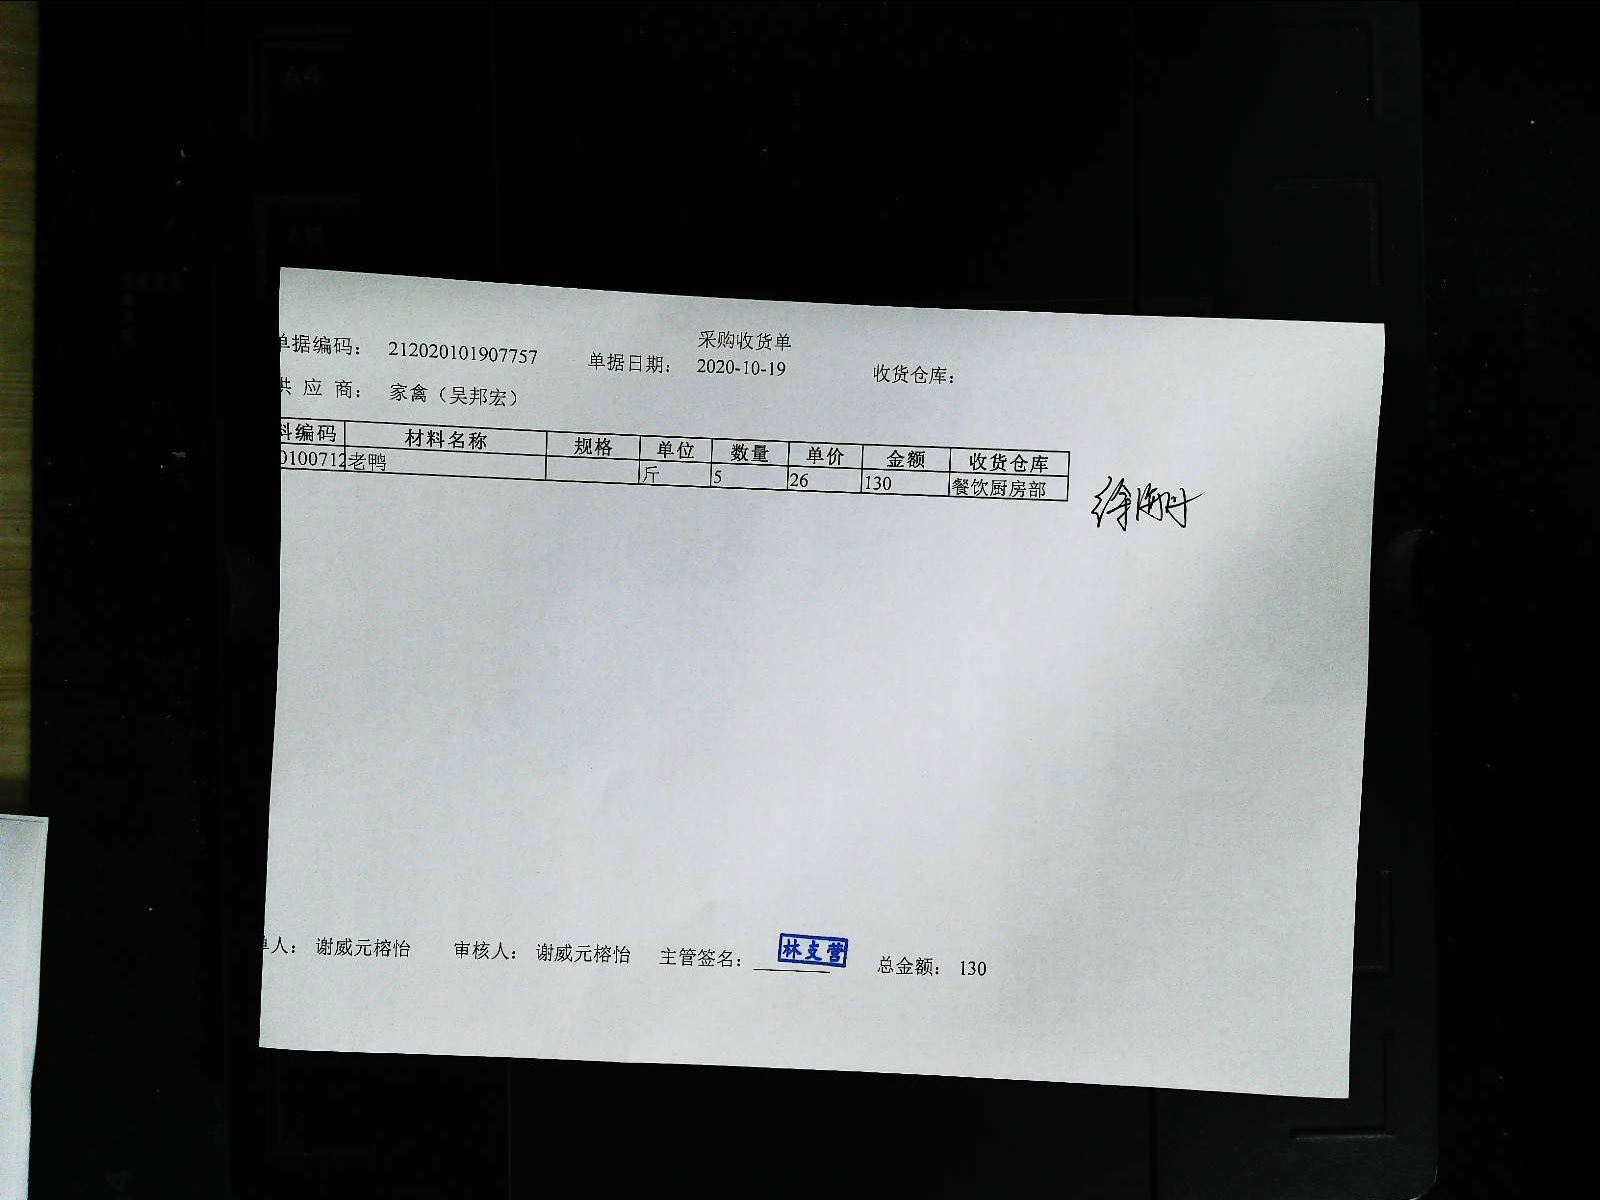 采购收货单
单据编码： 212020101907757 单据日期： 2020-10-19 收货仓库：
供 应 商： 家禽（吴邦宏）
料编码 材料名称 规格 单位 数量 单价 金额 收货仓库
0100712 老鸭 斤 5 26 130 餐饮厨房部
单人： 谢威元榕怡 审核人： 谢威元榕怡 主管签名： 林支营 总金额： 130